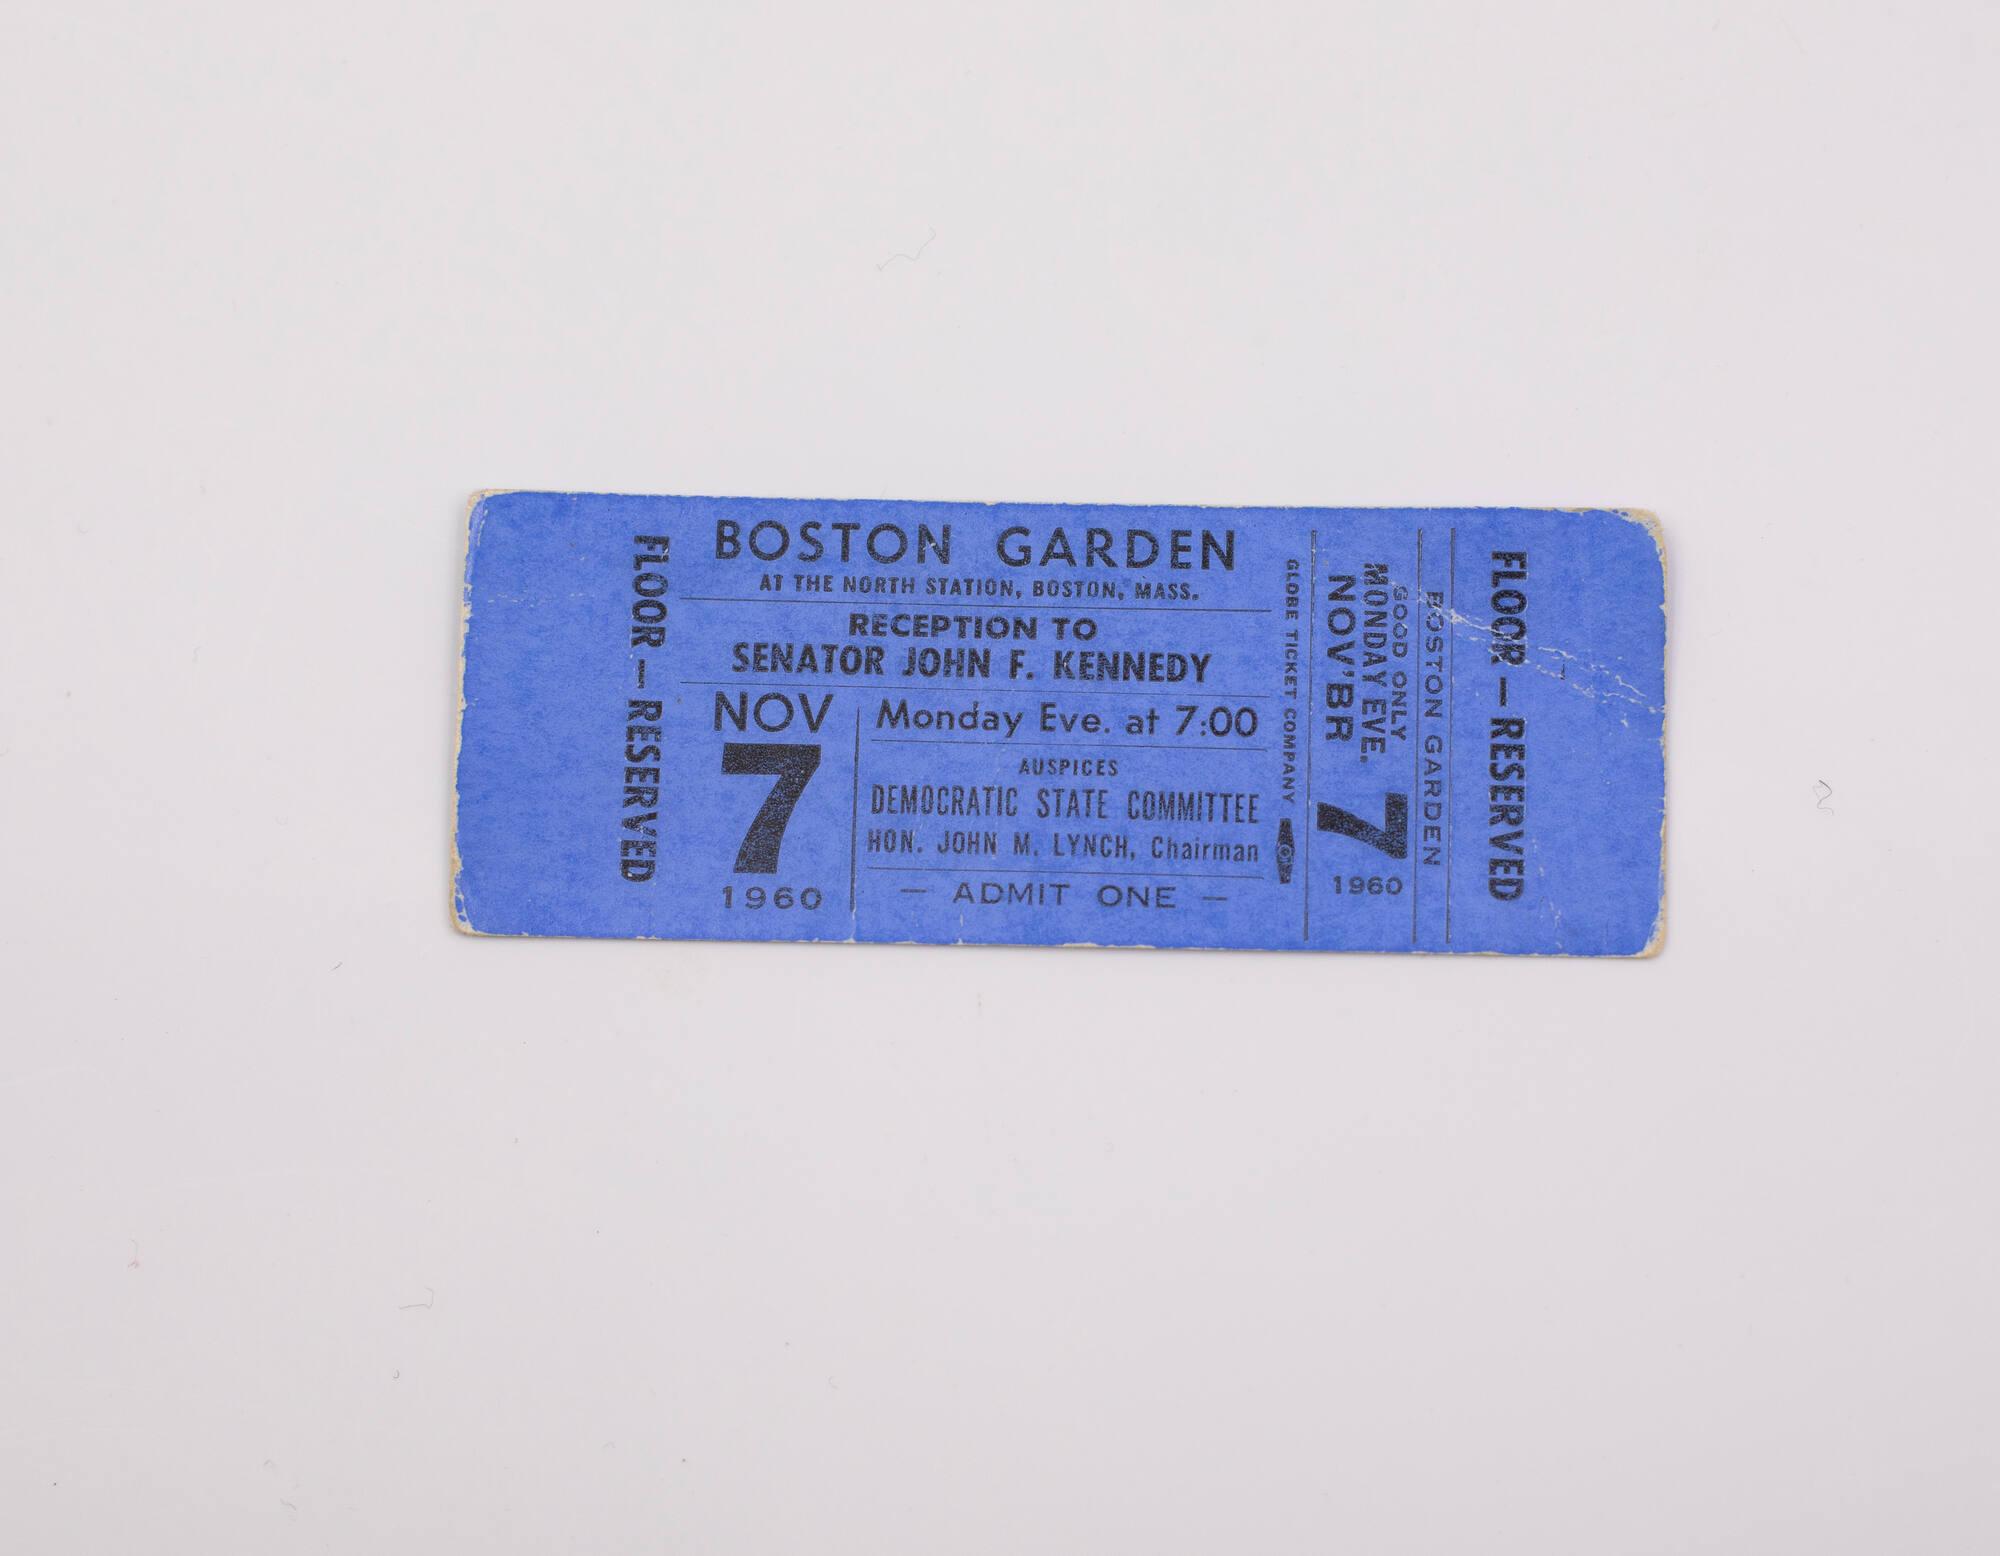 FLOOR — RESERVED
BOSTON GARDEN
AT THE NORTH STATION, BOSTON, MASS.
RECEPTION TO
SENATOR JOHN F. KENNEDY
NOV
7
1960
Monday Eve. at 7:00
AUSPICES
DEMOCRATIC STATE COMMITTEE
HON. JOHN M. LYNCH, Chairman
— ADMIT ONE —
GLOBE TICKET COMPANY
BOSTON GARDEN
GOOD ONLY
MONDAY EVE.
NOV'BR
7
1960
FLOOR — RESERVED